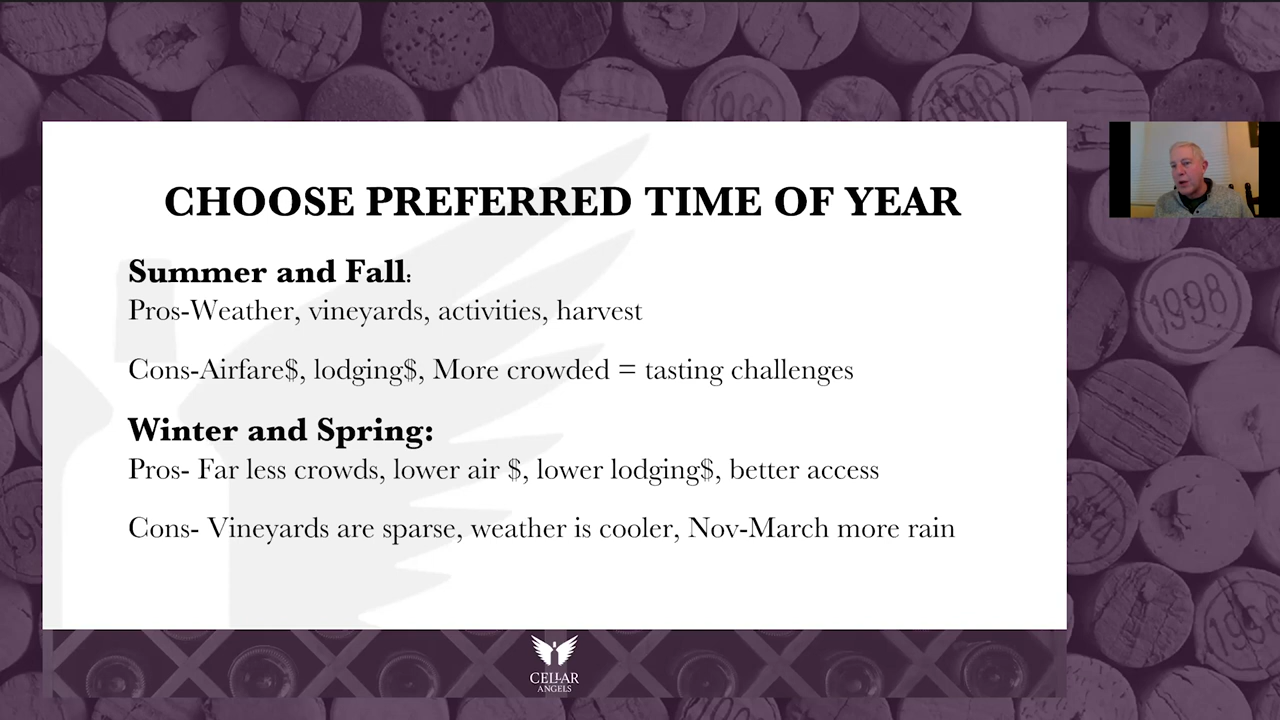 CHOOSE PREFERRED TIME OF YEAR
Summer and Fall:
Pros-Weather, vineyards, activities, harvest
Cons-Airfare$, lodging$, More crowded = tasting challenges
Winter and Spring:
Pros- Far less crowds, lower air $, lower lodging$, better access
Cons- Vineyards are sparse, weather is cooler, Nov-March more rain
1998
CELLAR
ANGELS